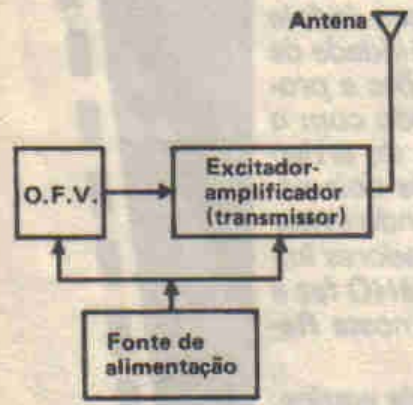 Antena
O.F.V.
Excitador-
amplificador
(transmissor)
Fonte de
alimentação